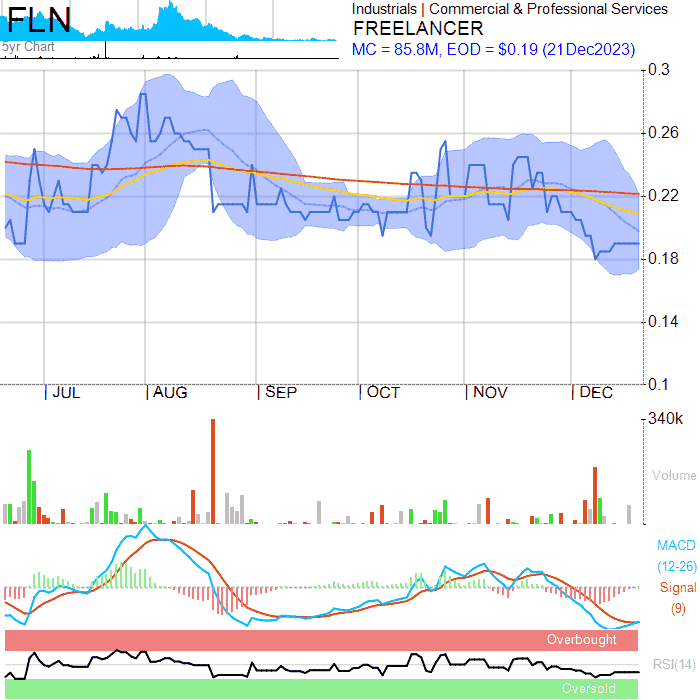 FLN
5yr Chart
Industrials | Commercial & Professional Services
FREELANCER
MC = 85.8M, EOD = $0.19 (21Dec2023)
0.3
0.26
0.22
0.18
0.14
0.1
JUL AUG SEP OCT NOV DEC
340k
Volume
MACD
(12-26)
Signal
(9)
Overbought
RSI(14)
Oversold